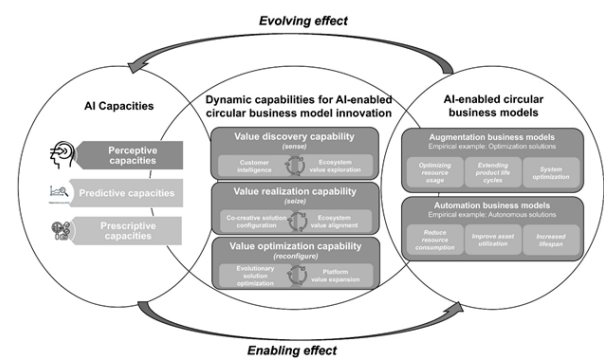 Evolving effect
AI Capacities
Perceptive
capacities
Predictive capacities
Prescriptive
capacities
Dynamic capabilities for AI-enabled
circular business model innovation
Value discovery capability
(sense)
Customer
intelligence
Ecosystem
value exploration
Value realization capability
(seize)
Co-creative solution
configuration
Ecosystem
value alignment
Value optimization capability
(reconfigure)
Evolutionary
solution
optimization
Platform
value expansion
AI-enabled circular
business models
Augmentation business models
Empirical example: Optimization solutions
Optimizing
resource
usage
Extending
product life
cycles
System
optimization
Automation business models
Empirical example: Autonomous solutions
Reduce
resource
consumption
Improve asset
utilization
Increased
lifespan
Enabling effect